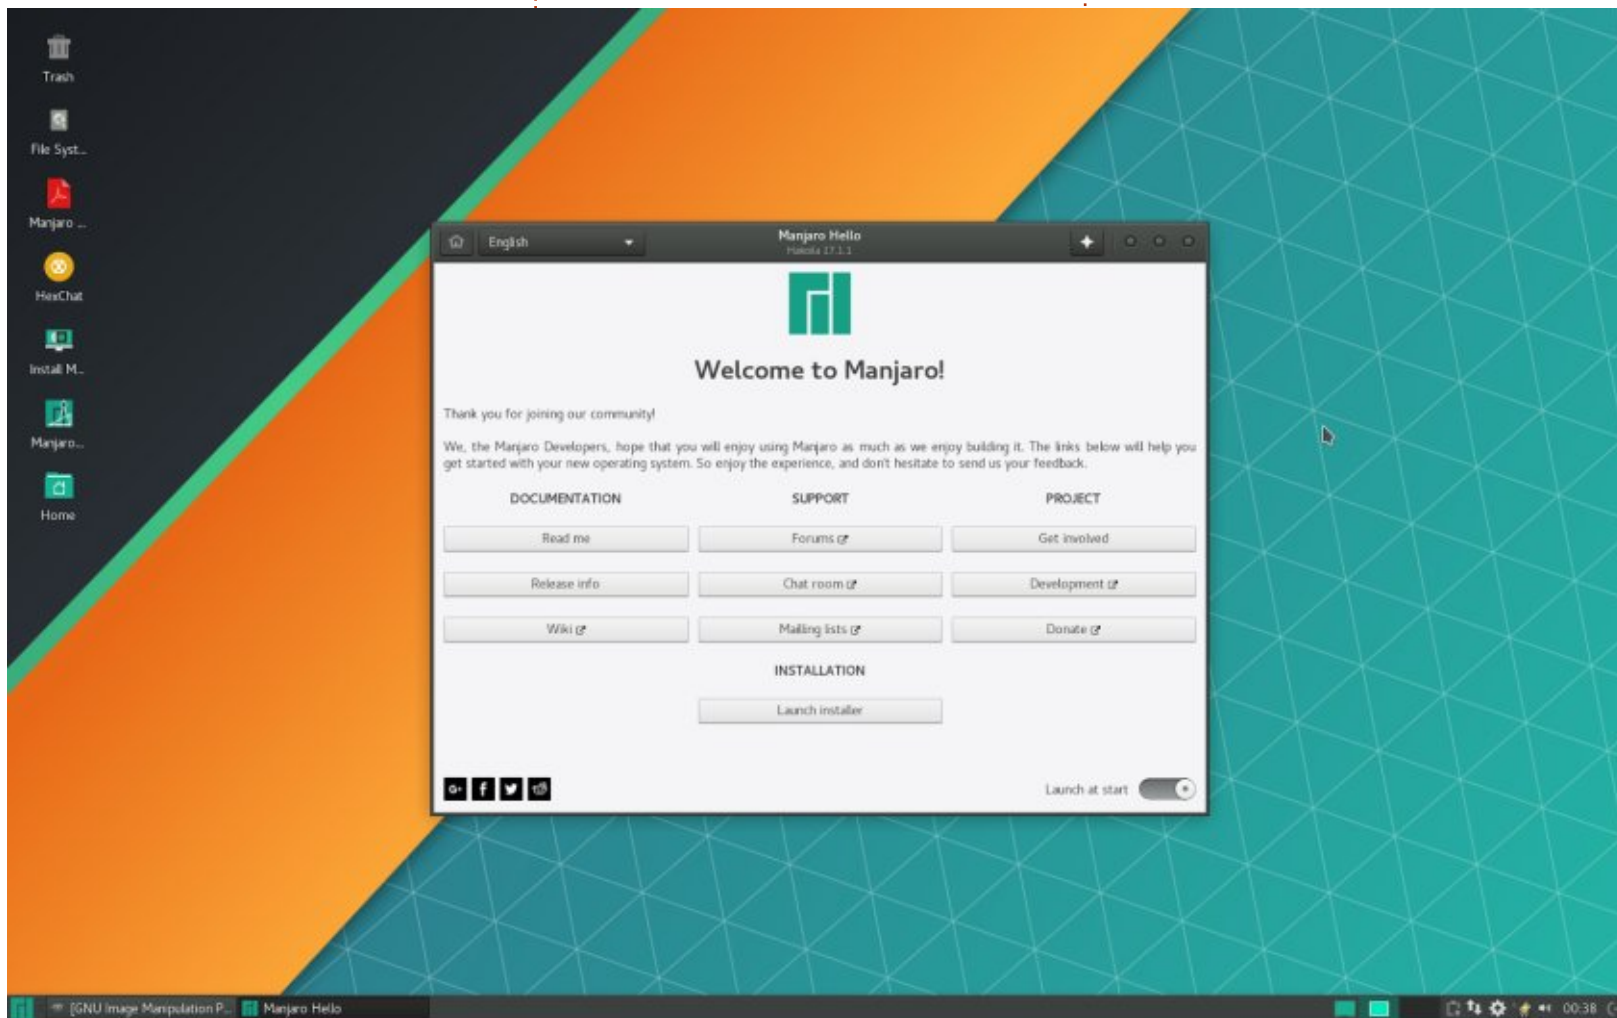 Trash
File Syst...
Manjaro ...
HexChat
Install M...
Manjaro...
Home
English
Manjaro Hello
Hakoila 17.1.1
Welcome to Manjaro!
Thank you for joining our community!
We, the Manjaro Developers, hope that you will enjoy using Manjaro as much as we enjoy building it. The links below will help you
get started with your new operating system. So enjoy the experience, and don't hesitate to send us your feedback.
DOCUMENTATION SUPPORT PROJECT
Read me Forums Get involved
Release info Chat room Development
Wiki Mailing lists Donate
INSTALLATION
Launch installer
G+ f
Launch at start
[GNU Image Manipulation P... Manjaro Hello 00:38